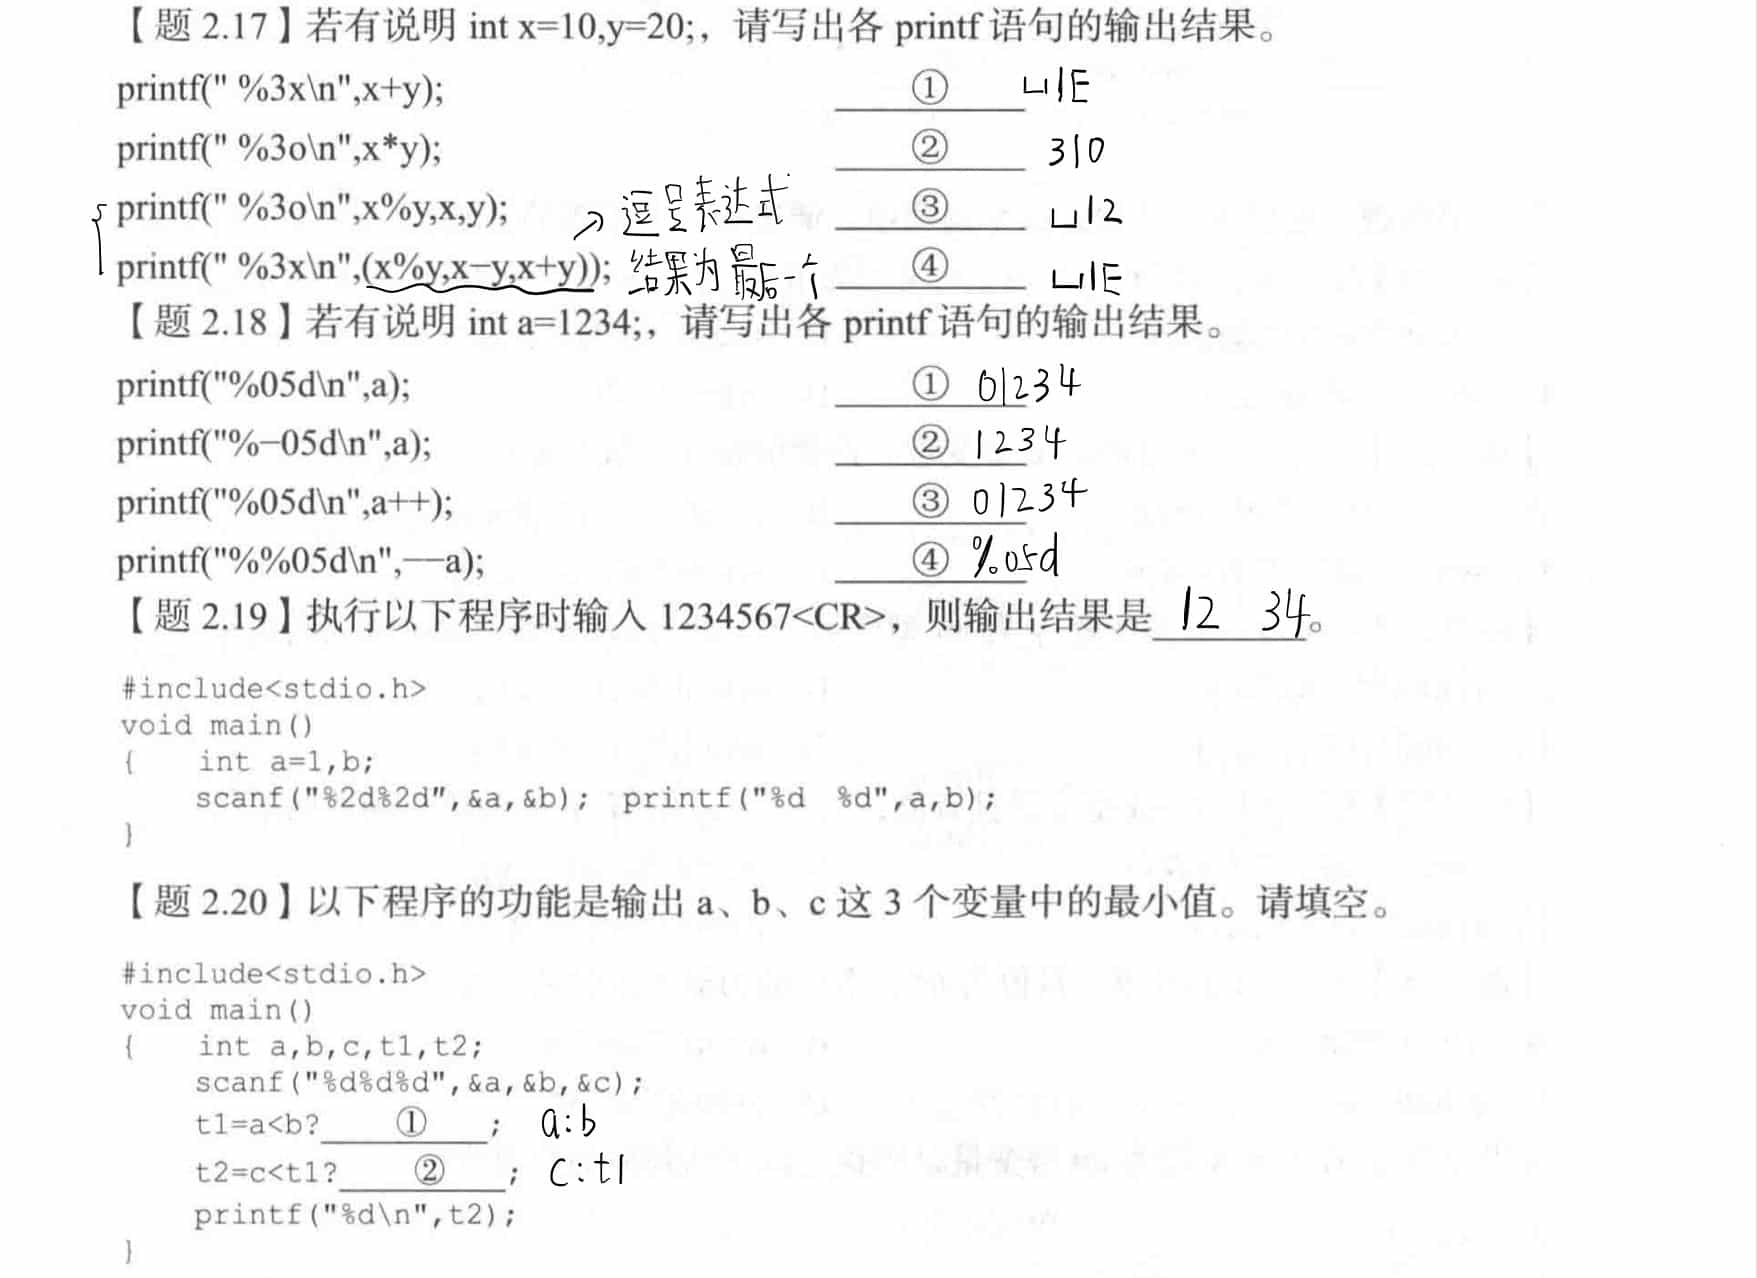 【题 2.17】若有说明 int x=10,y=20;，请写出各 printf 语句的输出结果。
printf(" %3x\n",x+y); ① ␣1E
printf(" %3o\n",x*y); ② 310
printf(" %3o\n",x%y,x,y); 逗号表达式 ③ ␣12
printf(" %3x\n",(x%y,x−y,x+y)); 结果为最后一个 ④ ␣1E
【题 2.18】若有说明 int a=1234;，请写出各 printf 语句的输出结果。
printf("%05d\n",a); ① 01234
printf("%−05d\n",a); ② 1234
printf("%05d\n",a++); ③ 01234
printf("%%05d\n",—a); ④ %05d
【题 2.19】执行以下程序时输入 1234567<CR>，则输出结果是 12 34。
#include<stdio.h>
void main()
{ int a=1,b;
scanf("%2d%2d",&a,&b); printf("%d %d",a,b);
}
【题 2.20】以下程序的功能是输出 a、b、c 这 3 个变量中的最小值。请填空。
#include<stdio.h>
void main()
{ int a,b,c,t1,t2;
scanf("%d%d%d",&a,&b,&c);
t1=a<b? ① ; a:b
t2=c<t1? ② ; c:t1
printf("%d\n",t2);
}